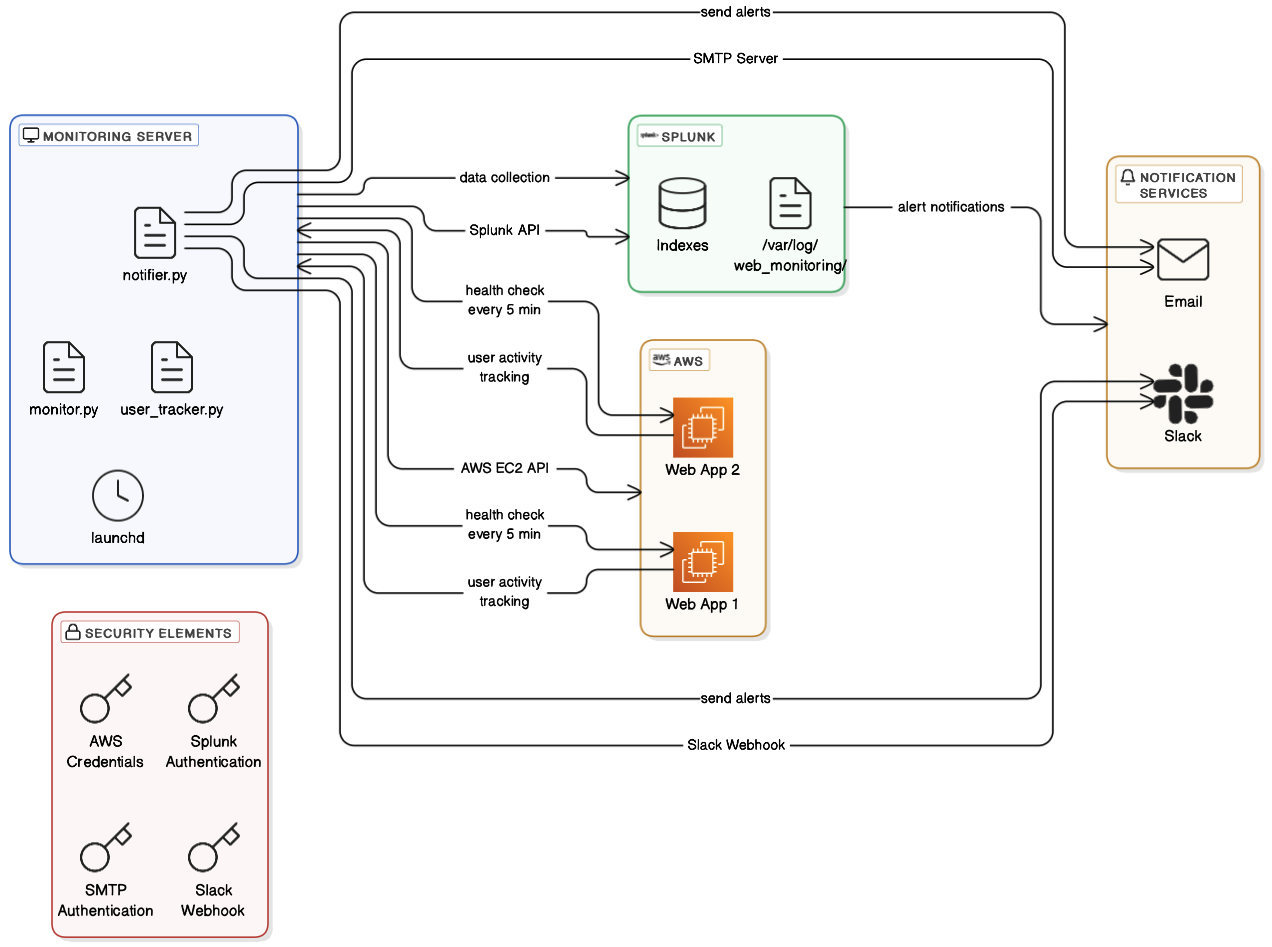 send alerts
SMTP Server
MONITORING SERVER
notifier.py
monitor.py
user_tracker.py
launchd
data collection
Splunk API
health check
every 5 min
user activity
tracking
AWS EC2 API
health check
every 5 min
user activity
tracking
splunk>
SPLUNK
Indexes
/var/log/
web_monitoring/
alert notifications
aws
AWS
Web App 2
Web App 1
NOTIFICATION
SERVICES
Email
Slack
send alerts
Slack Webhook
SECURITY ELEMENTS
AWS
Credentials
Splunk
Authentication
SMTP
Authentication
Slack
Webhook